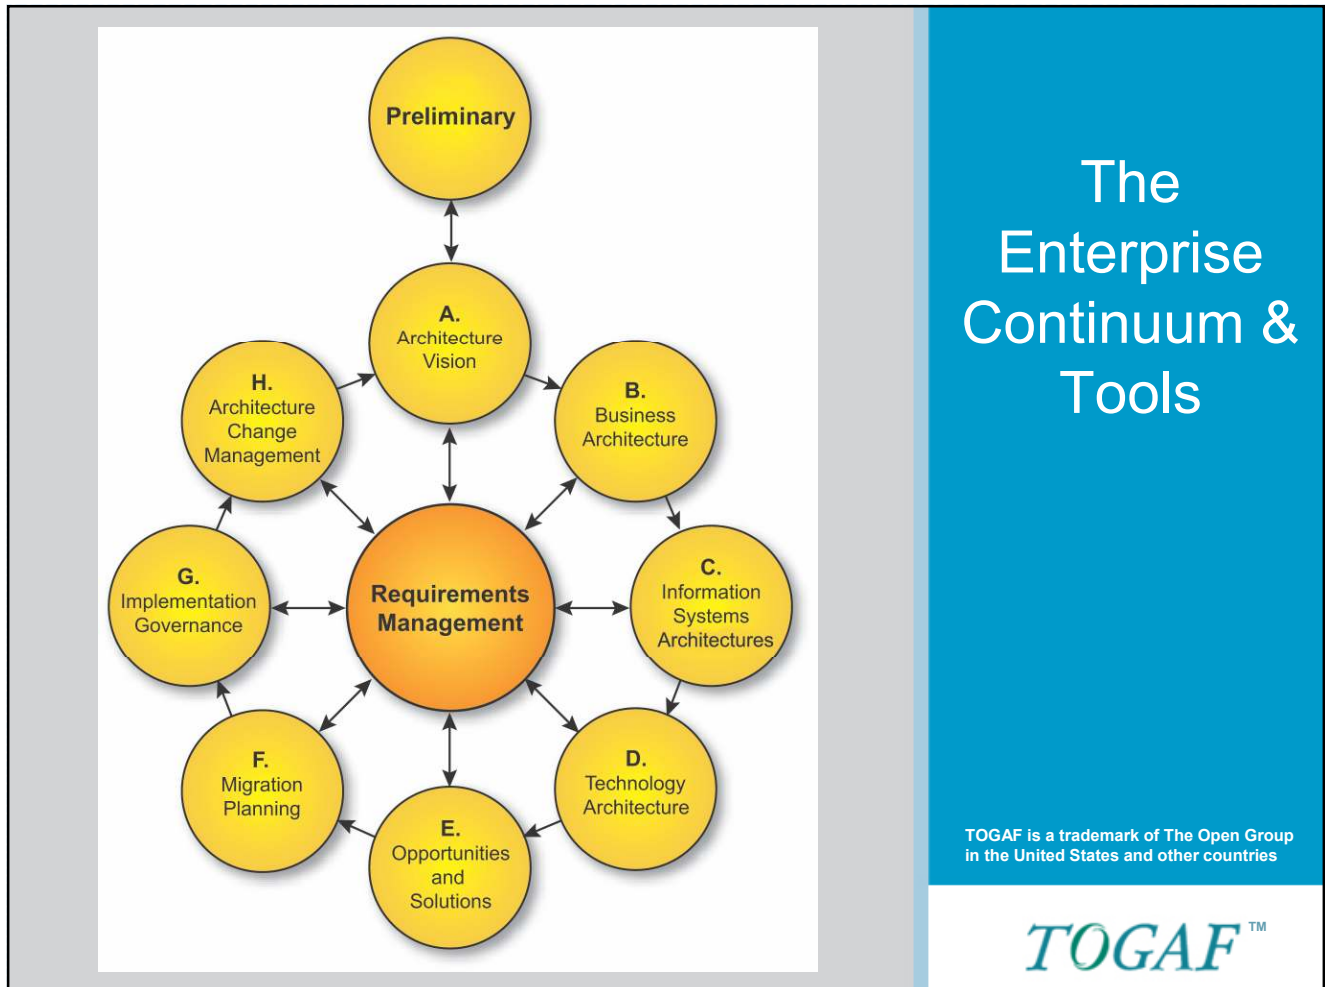 Preliminary
A.
Architecture
Vision
B.
Business
Architecture
C.
Information
Systems
Architectures
D.
Technology
Architecture
E.
Opportunities
and
Solutions
F.
Migration
Planning
G.
Implementation
Governance
H.
Architecture
Change
Management
Requirements
Management
The
Enterprise
Continuum &
Tools
TOGAF is a trademark of The Open Group
in the United States and other countries
TOGAF™